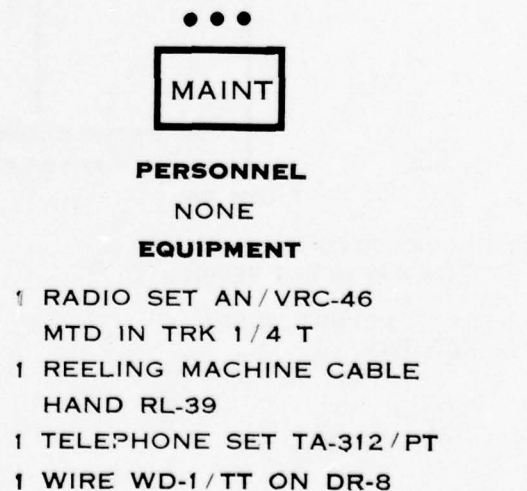 MAINT
PERSONNEL
NONE
EQUIPMENT
1 RADIO SET AN/VRC-46
MTD IN TRK 1/4 T
1 REELING MACHINE CABLE
HAND RL-39
1 TELEPHONE SET TA-312/PT
1 WIRE WD-1/TT ON DR-8